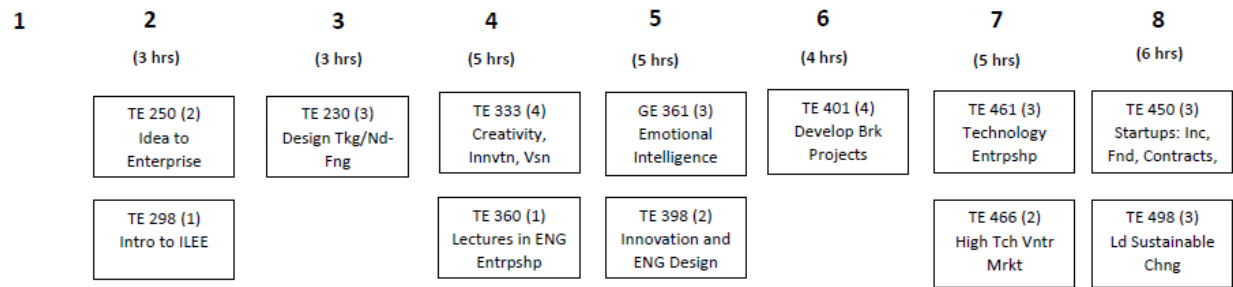 1 2 3 4 5 6 7 8
(3 hrs) (3 hrs) (5 hrs) (5 hrs) (4 hrs) (5 hrs) (6 hrs)
TE 250 (2)
Idea to
Enterprise
TE 230 (3)
Design Tkg/Nd-
Fng
TE 333 (4)
Creativity,
Innvtn, Vsn
GE 361 (3)
Emotional
Intelligence
TE 401 (4)
Develop Brk
Projects
TE 461 (3)
Technology
Entrpshp
TE 450 (3)
Startups: Inc,
Fnd, Contracts,
TE 298 (1)
Intro to ILEE
TE 360 (1)
Lectures in ENG
Entrpshp
TE 398 (2)
Innovation and
ENG Design
TE 466 (2)
High Tch Vntr
Mrkt
TE 498 (3)
Ld Sustainable
Chng